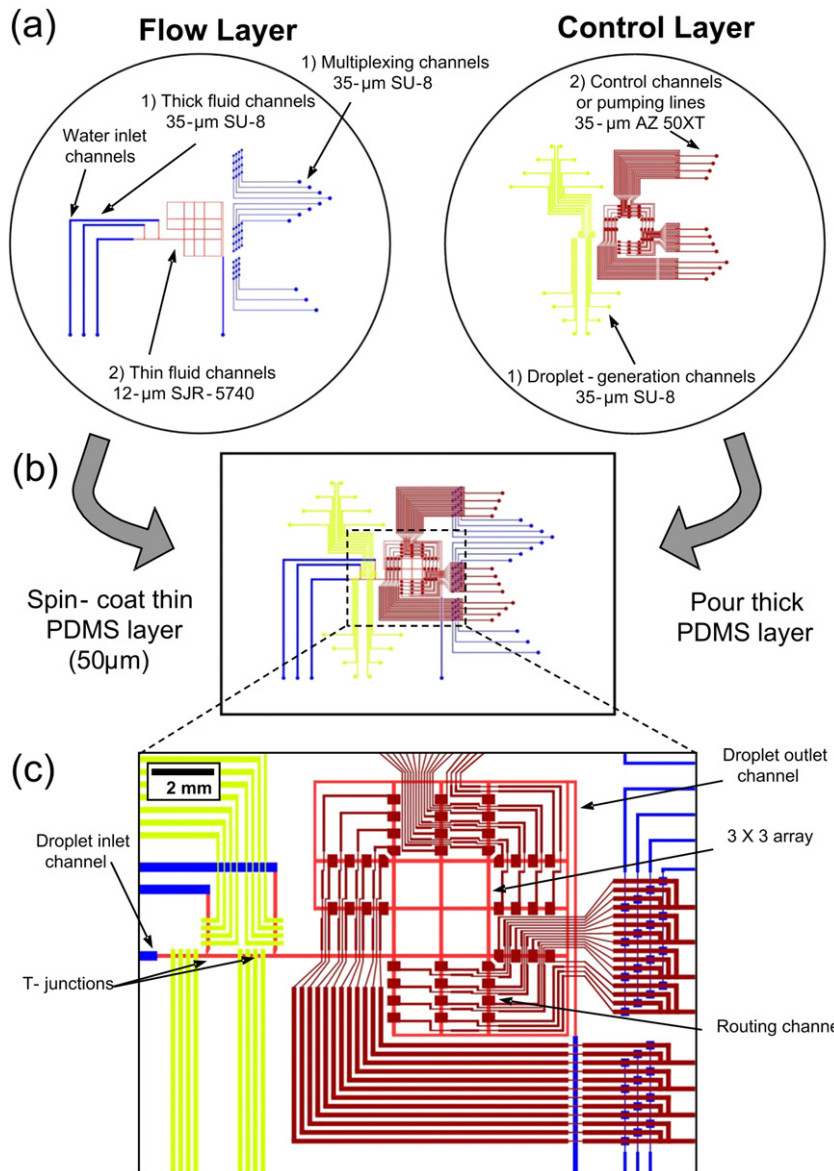 (a)
Flow Layer
Control Layer
1) Multiplexing channels
35-µm SU-8
1) Thick fluid channels
35-µm SU-8
Water inlet
channels
2) Thin fluid channels
12-µm SJR-5740
2) Control channels
or pumping lines
35-µm AZ 50XT
1) Droplet-generation channels
35-µm SU-8
(b)
Spin-coat thin
PDMS layer
(50µm)
Pour thick
PDMS layer
(c)
2 mm
Droplet inlet
channel
T-junctions
Droplet outlet
channel
3 X 3 array
Routing channe